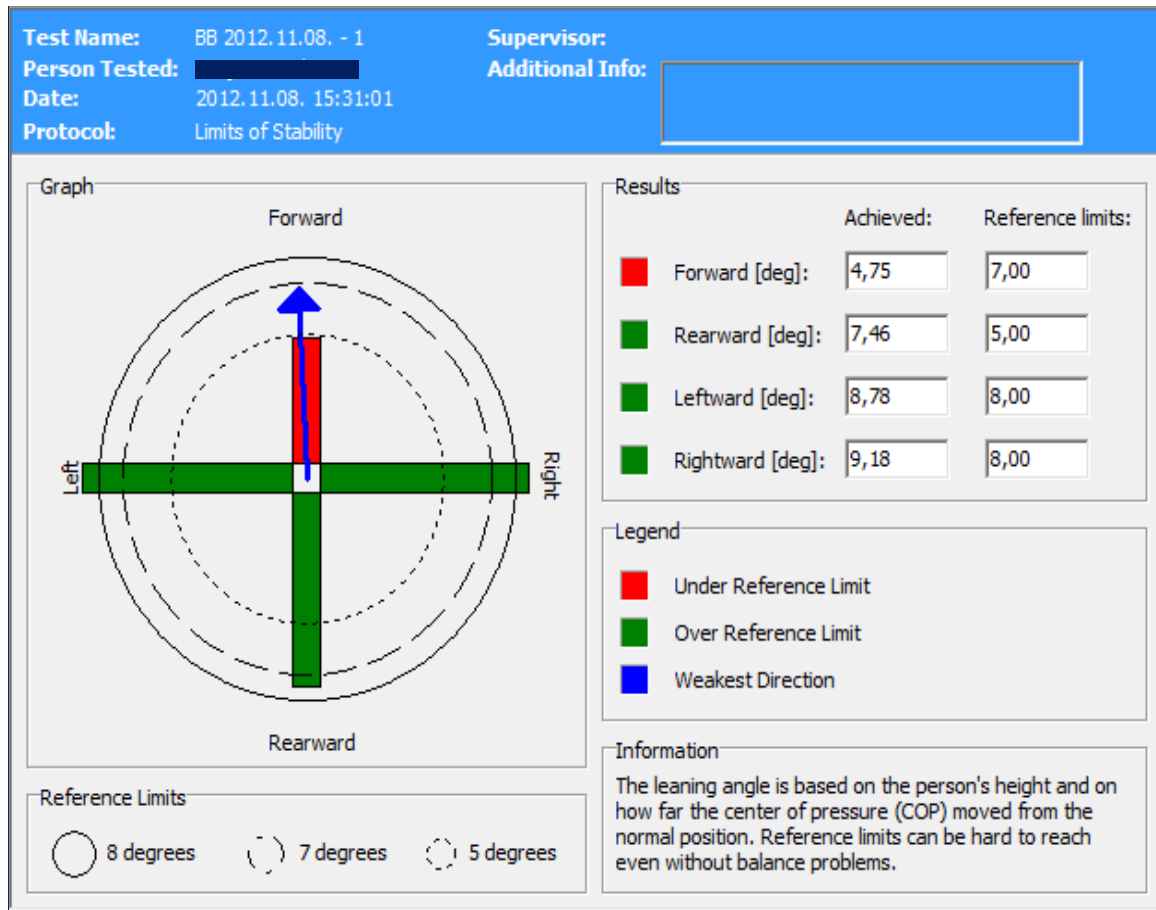 Test Name: BB 2012.11.08. - 1
Person Tested:
Date: 2012.11.08. 15:31:01
Protocol: Limits of Stability
Supervisor:
Additional Info:
Graph
Forward
Left
Right
Rearward
Reference Limits
8 degrees 7 degrees 5 degrees
Results
Achieved: Reference limits:
Forward [deg]: 4,75 7,00
Rearward [deg]: 7,46 5,00
Leftward [deg]: 8,78 8,00
Rightward [deg]: 9,18 8,00
Legend
Under Reference Limit
Over Reference Limit
Weakest Direction
Information
The leaning angle is based on the person's height and on
how far the center of pressure (COP) moved from the
normal position. Reference limits can be hard to reach
even without balance problems.